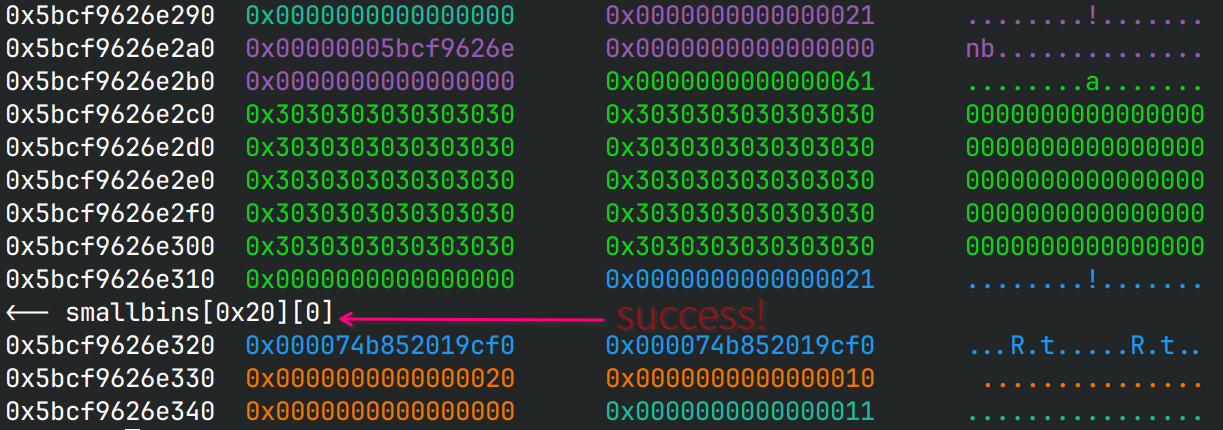 0x5bcf9626e290 0x0000000000000000 0x0000000000000021 ........!.......
0x5bcf9626e2a0 0x00000005bcf9626e 0x0000000000000000 nb..............
0x5bcf9626e2b0 0x0000000000000000 0x0000000000000061 ........a.......
0x5bcf9626e2c0 0x3030303030303030 0x3030303030303030 0000000000000000
0x5bcf9626e2d0 0x3030303030303030 0x3030303030303030 0000000000000000
0x5bcf9626e2e0 0x3030303030303030 0x3030303030303030 0000000000000000
0x5bcf9626e2f0 0x3030303030303030 0x3030303030303030 0000000000000000
0x5bcf9626e300 0x3030303030303030 0x3030303030303030 0000000000000000
0x5bcf9626e310 0x0000000000000000 0x0000000000000021 ........!.......
<-- smallbins[0x20][0] success!
0x5bcf9626e320 0x000074b852019cf0 0x000074b852019cf0 ...R.t.....R.t..
0x5bcf9626e330 0x0000000000000020 0x0000000000000010 ...............
0x5bcf9626e340 0x0000000000000000 0x0000000000000011 ................